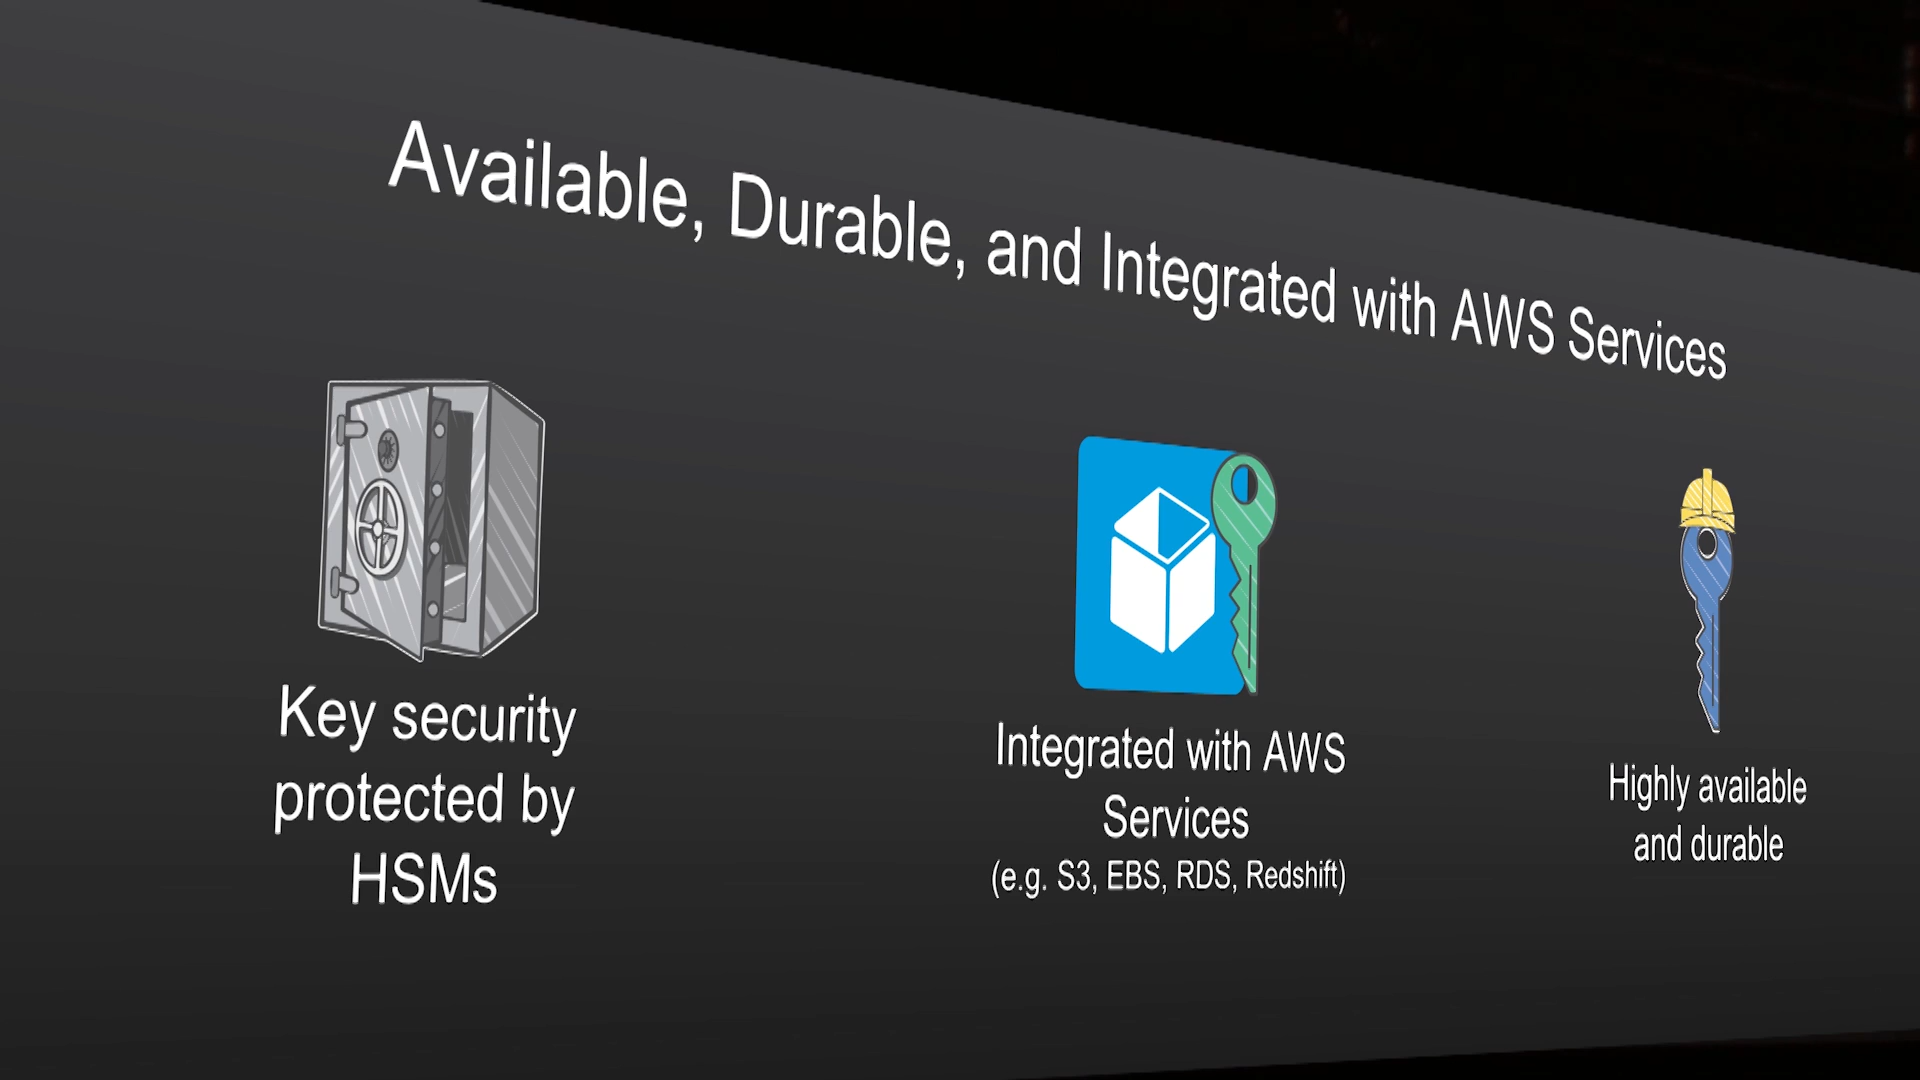 Available, Durable, and Integrated with AWS Services
Key security
protected by
HSMs
Integrated with AWS
Services
(e.g. S3, EBS, RDS, Redshift)
Highly available
and durable